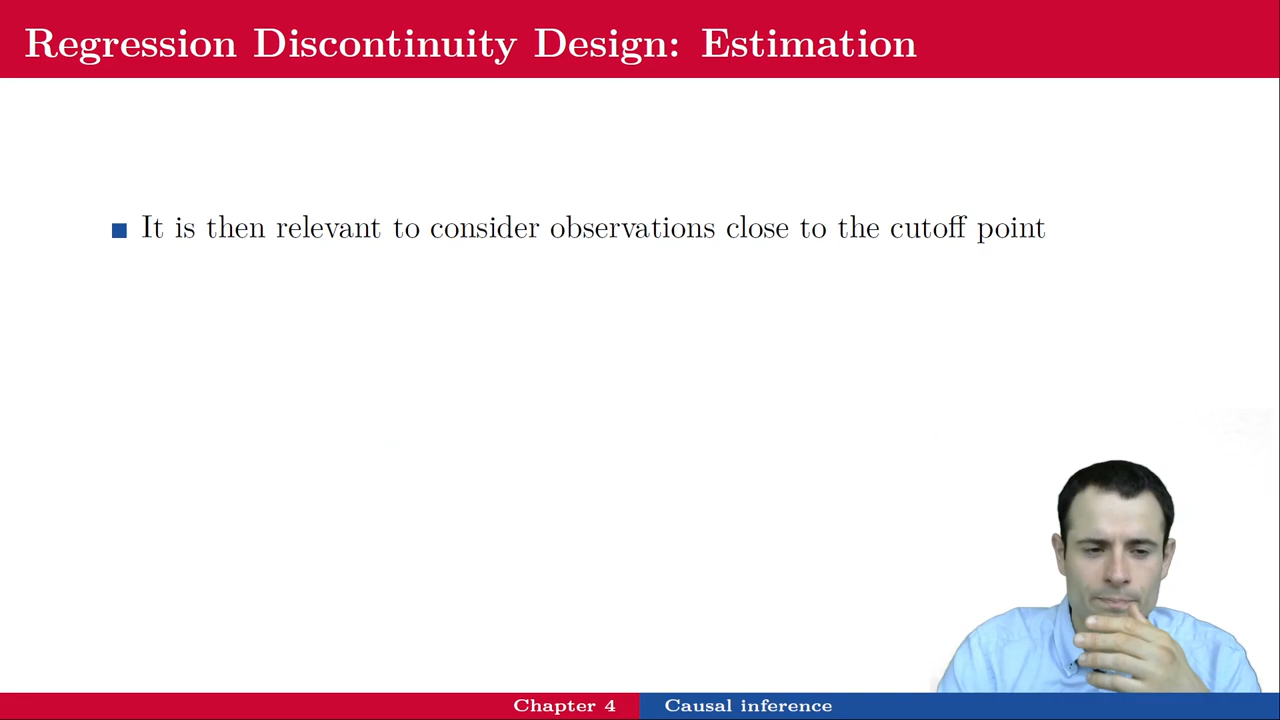 Regression Discontinuity Design: Estimation
It is then relevant to consider observations close to the cutoff point
Chapter 4
Causal inference